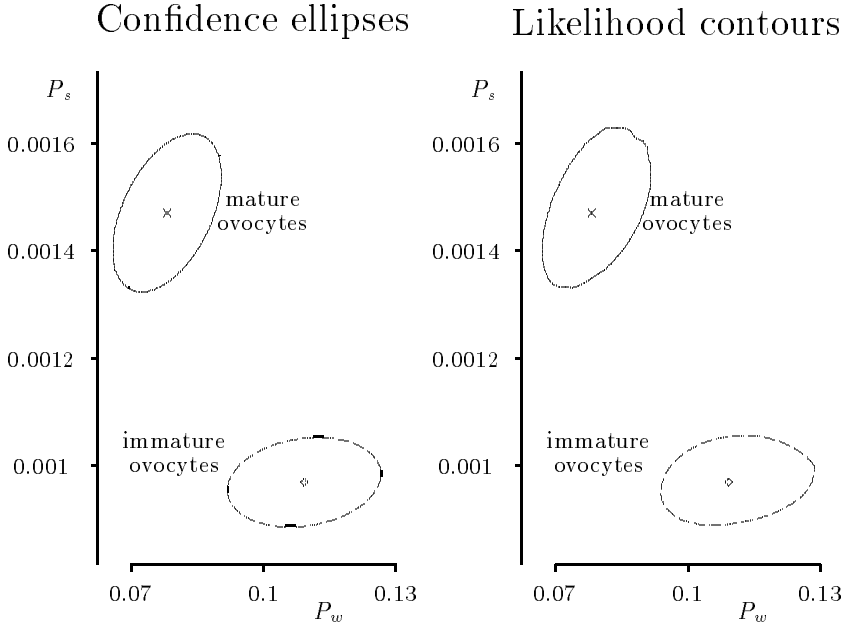 Confidence ellipses
P_s
0.0016
mature
ovocytes
0.0014
0.0012
immature
ovocytes
0.001
0.07
0.1
0.13
P_w
Likelihood contours
P_s
0.0016
mature
ovocytes
0.0014
0.0012
immature
ovocytes
0.001
0.07
0.1
0.13
P_w